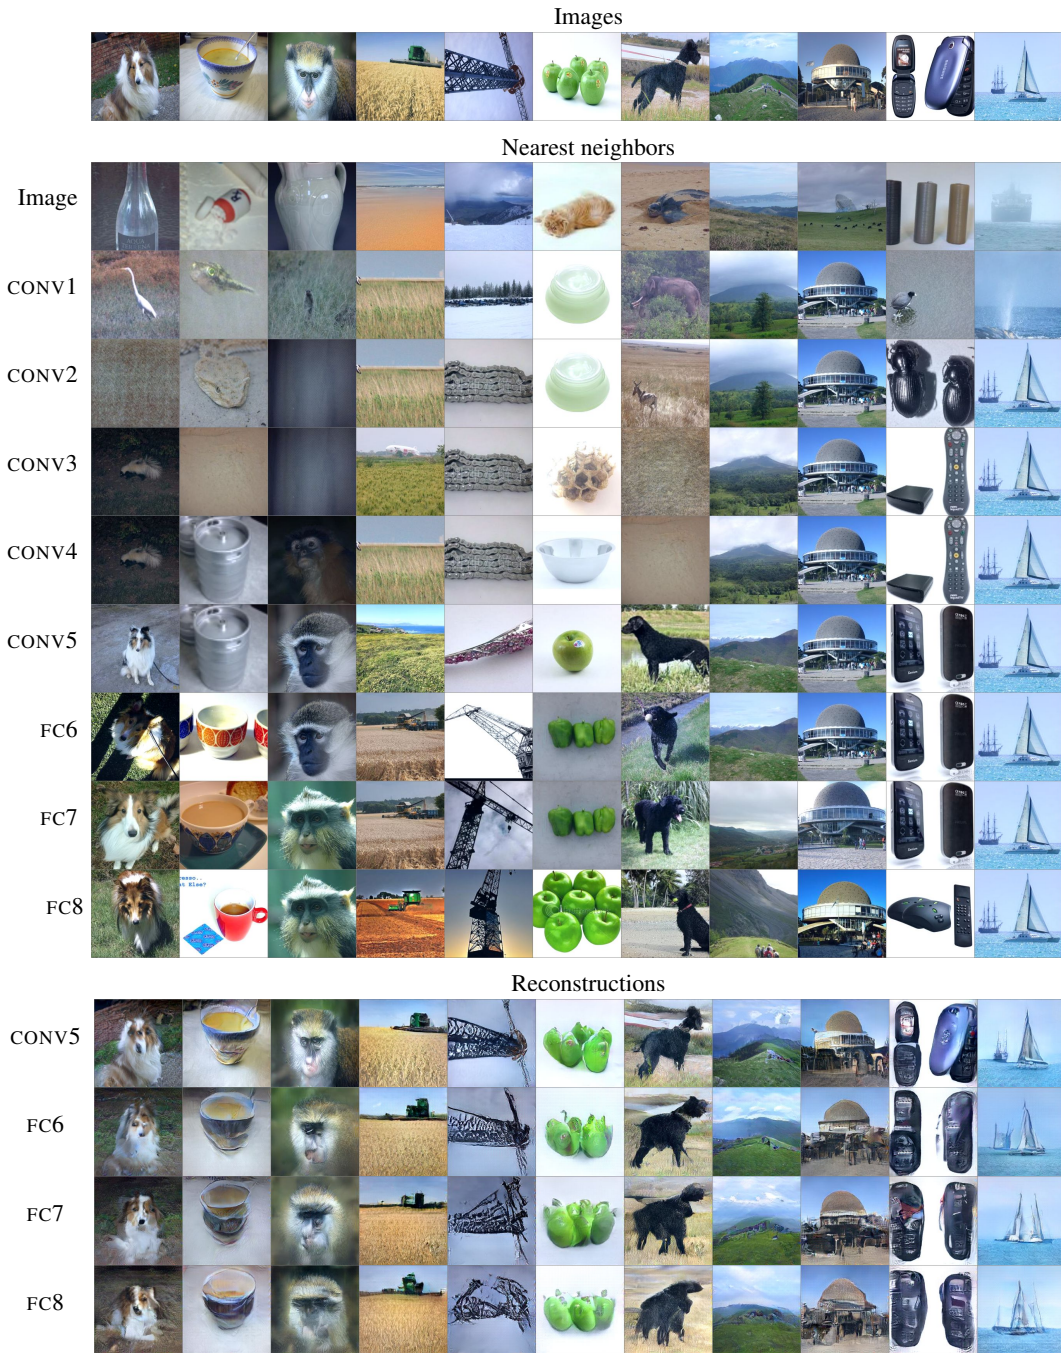 Images
Nearest neighbors
Image
CONV1
CONV2
CONV3
CONV4
CONV5
FC6
FC7
FC8
Reconstructions
CONV5
FC6
FC7
FC8